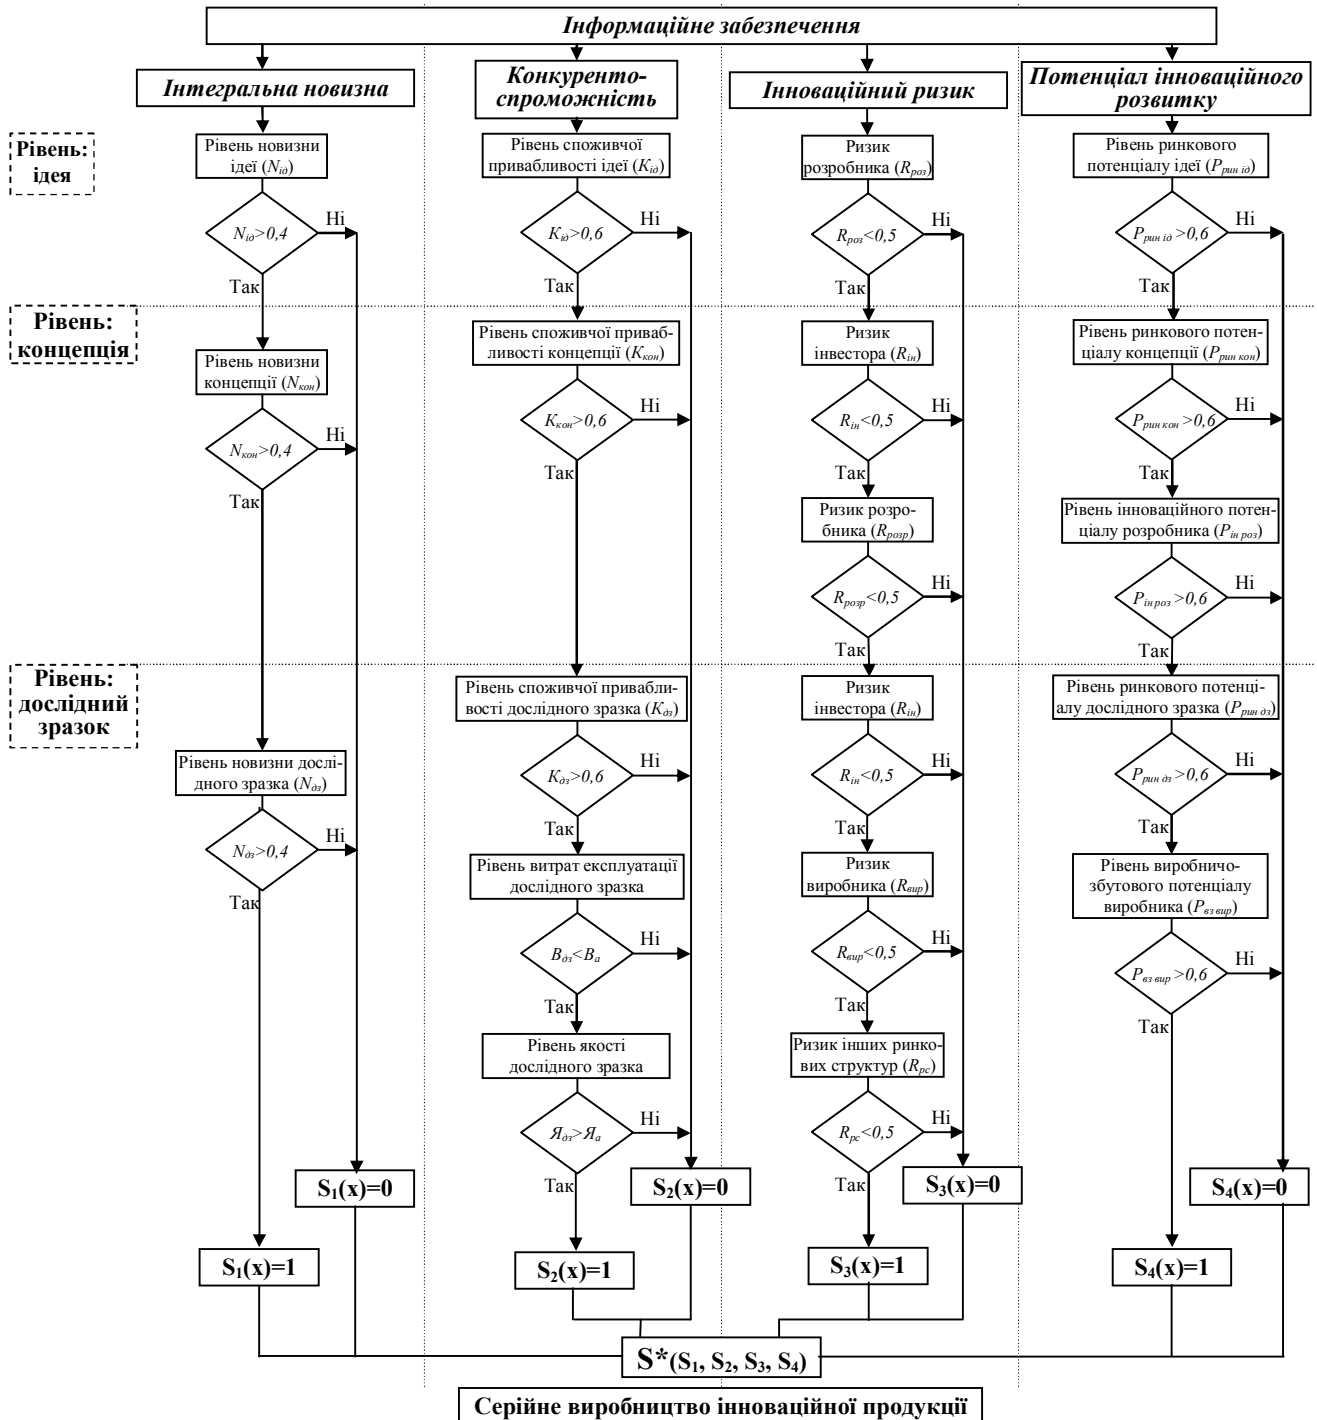 Інформаційне забезпечення
Інтегральна новизна
Конкуренто-
спроможність
Інноваційний ризик
Потенціал інноваційного
розвитку
Рівень:
ідея
Рівень новизни
ідеї (Nід)
Рівень споживчої
привабливості ідеї (Kід)
Ризик
розробника (Rроз)
Рівень ринкового
потенціалу ідеї (Pрин ід)
Nід>0,4
Ні
Kід>0,6
Ні
Rроз<0,5
Ні
Pрин ід>0,6
Ні
Так
Так
Так
Так
Рівень:
концепція
Рівень новизни
концепції (Nкон)
Рівень споживчої приваб-
ливості концепції (Kкон)
Ризик
інвестора (Rін)
Рівень ринкового потен-
ціалу концепції (Pрин кон)
Nкон>0,4
Ні
Kкон>0,6
Ні
Rін<0,5
Ні
Pрин кон>0,6
Ні
Так
Так
Так
Так
Ризик розро-
бника (Rрозр)
Рівень інноваційного потен-
ціалу розробника (Pін роз)
Rрозр<0,5
Ні
Pін роз>0,6
Ні
Так
Так
Рівень:
дослідний
зразок
Рівень новизни дослі-
дного зразка (Nдз)
Рівень споживчої привабли-
вості дослідного зразка (Kдз)
Ризик
інвестора (Rін)
Рівень ринкового потенці-
алу дослідного зразка (Pрин дз)
Kдз>0,6
Ні
Rін<0,5
Ні
Pрин дз>0,6
Ні
Nдз>0,4
Ні
Так
Так
Так
Так
Рівень витрат експлуатації
дослідного зразка
Ризик
виробника (Rвир)
Рівень виробничо-
збутового потенціалу
виробника (Pвз вир)
Bдз<Bа
Ні
Rвир<0,5
Ні
Pвз вир>0,6
Ні
Так
Так
Так
Рівень якості
дослідного зразка
Ризик інших ринко-
вих структур (Rрс)
Ядз>Яа
Ні
Rрс<0,5
Ні
Так
Так
S₁(x)=0
S₂(x)=0
S₃(x)=0
S₄(x)=0
S₁(x)=1
S₂(x)=1
S₃(x)=1
S₄(x)=1
S*(S₁, S₂, S₃, S₄)
Серійне виробництво інноваційної продукції